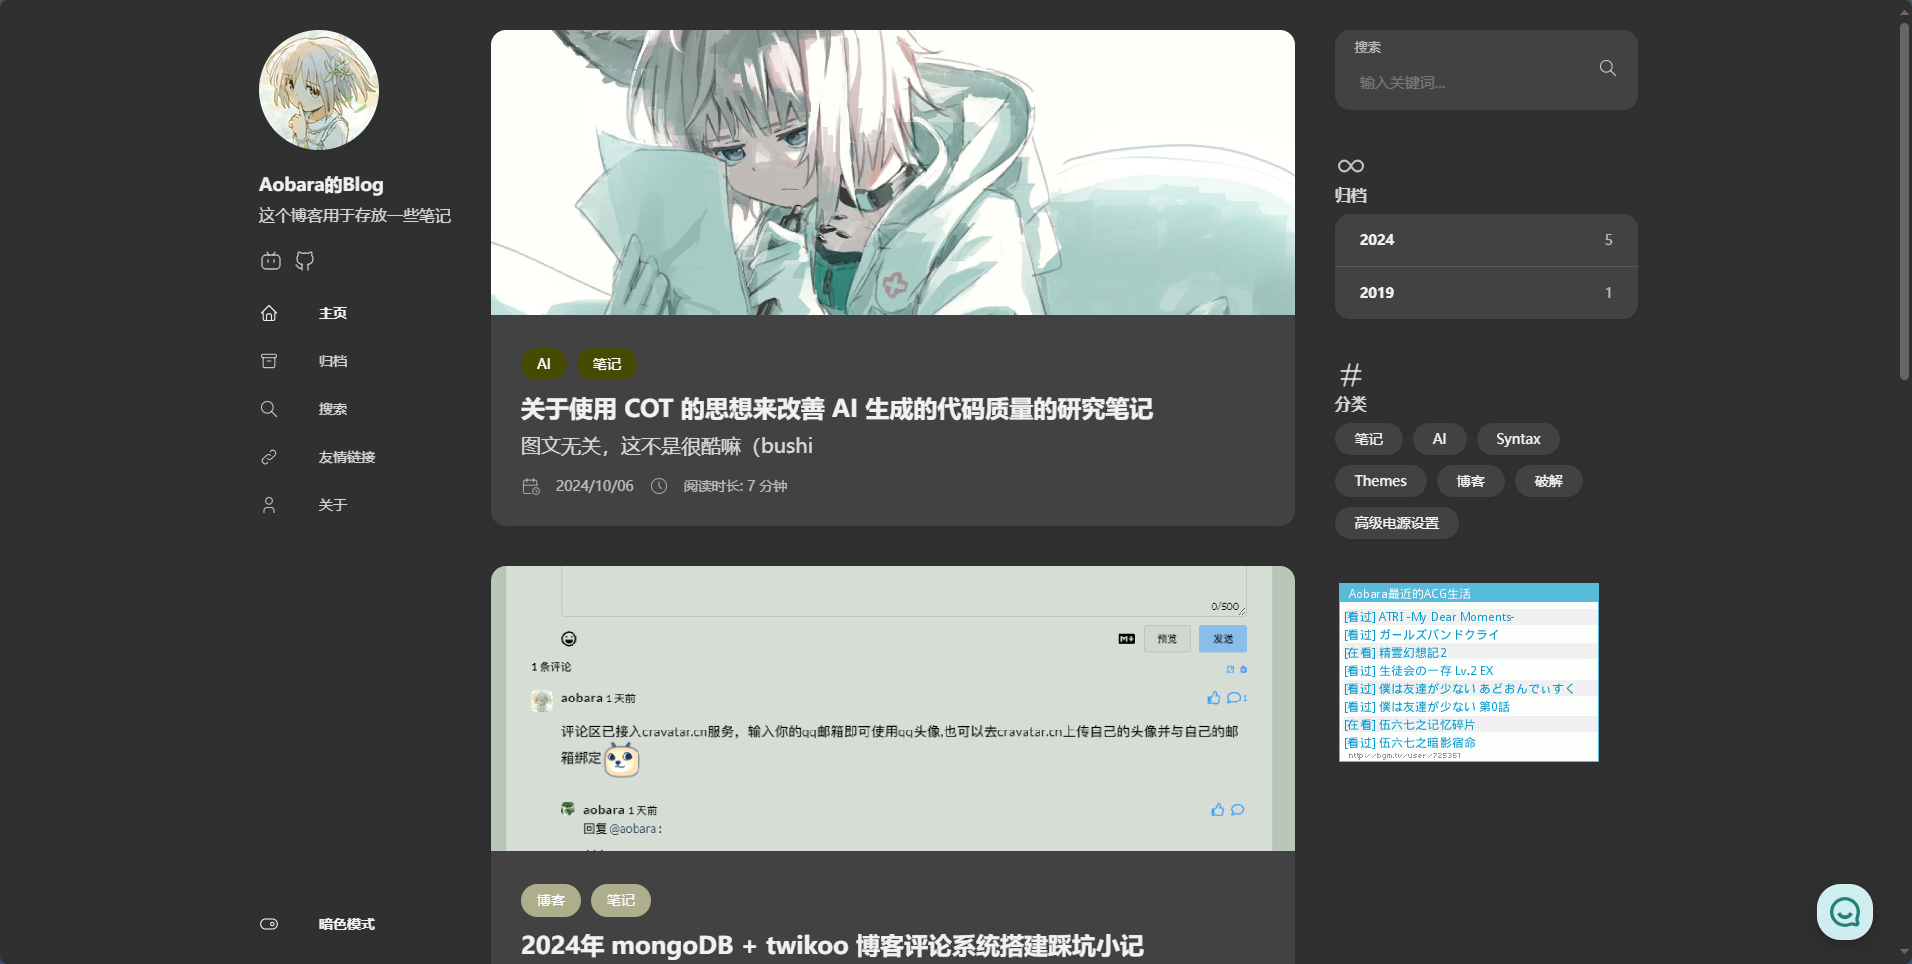 Aobara的Blog
这个博客用于存放一些笔记
主页
归档
搜索
友情链接
关于
暗色模式
AI
笔记
关于使用 COT 的思想来改善 AI 生成的代码质量的研究笔记
图文无关，这不是很酷嘛（bushi
2024/10/06 阅读时长: 7 分钟
0/500
预览 发送
1 条评论
aobara 1 天前
1
评论区已接入cravatar.cn服务，输入你的qq邮箱即可使用qq头像,也可以去cravatar.cn上传自己的头像并与自己的邮
箱绑定
aobara 1 天前
回复 @aobara :
博客
笔记
2024年 mongoDB + twikoo 博客评论系统搭建踩坑小记
搜索
输入关键词...
归档
2024 5
2019 1
分类
笔记 AI Syntax
Themes 博客 破解
高级电源设置
Aobara最近的ACG生活
[看过] ATRI -My Dear Moments-
[看过] ガールズバンドクライ
[在看] 精霊幻想記 2
[看过] 生徒会の一存 Lv.2 EX
[看过] 僕は友達が少ない あどおんでぃすく
[看过] 僕は友達が少ない 第0話
[在看] 伍六七之记忆碎片
[看过] 伍六七之暗影宿命
http://bgm.tv/user/725351